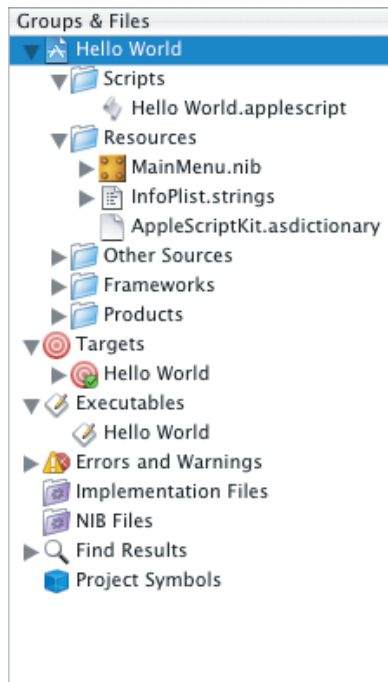 Groups & Files
Hello World
Scripts
Hello World.applescript
Resources
MainMenu.nib
InfoPlist.strings
AppleScriptKit.asdictionary
Other Sources
Frameworks
Products
Targets
Hello World
Executables
Hello World
Errors and Warnings
Implementation Files
NIB Files
Find Results
Project Symbols